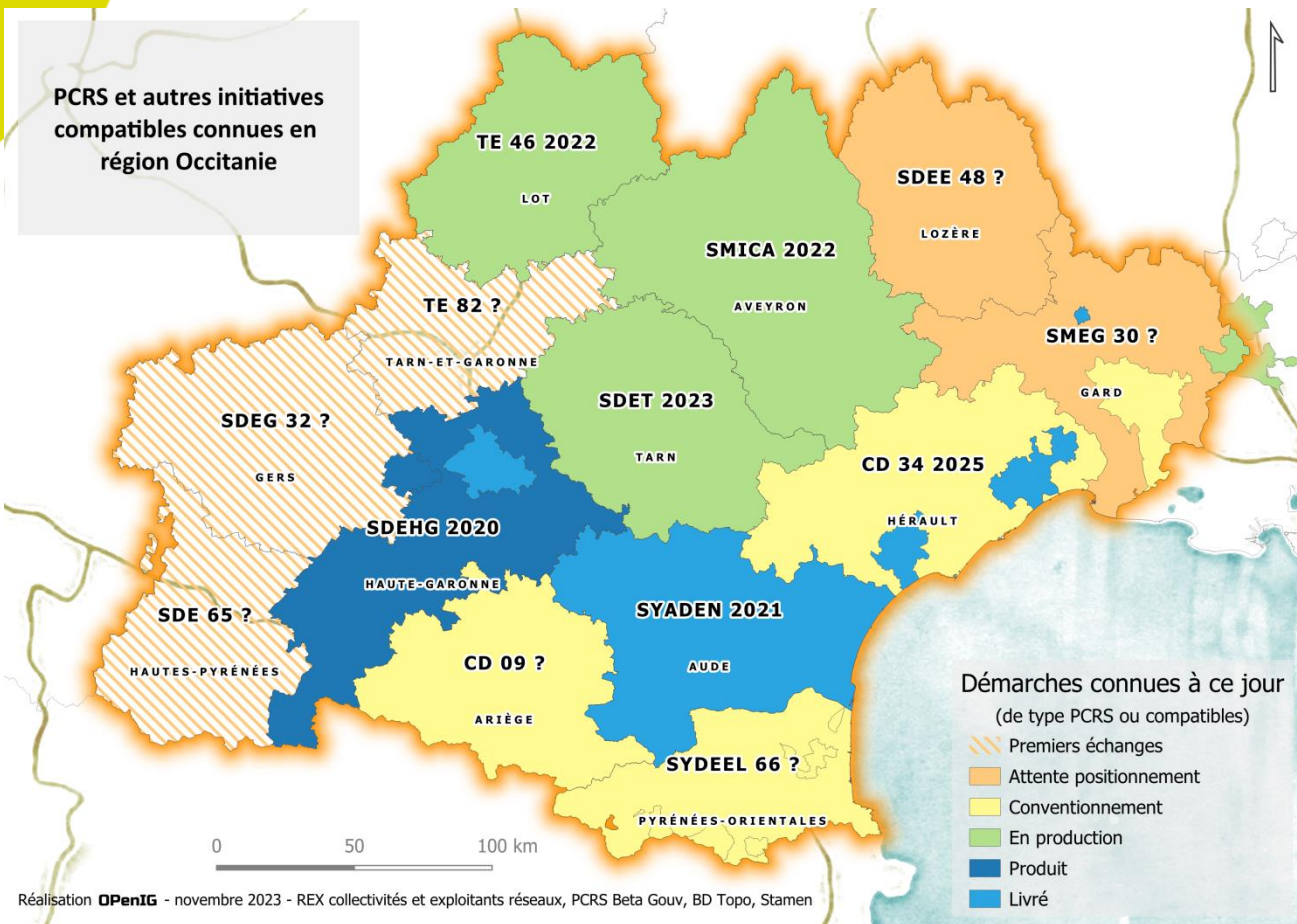 PCRS et autres initiatives
compatibles connues en
région Occitanie
TE 46 2022
LOT
SDEE 48 ?
LOZÈRE
SMICA 2022
AVEYRON
TE 82 ?
TARN-ET-GARONNE
SMEG 30 ?
GARD
SDET 2023
TARN
SDEG 32 ?
GERS
CD 34 2025
HÉRAULT
SDEHG 2020
HAUTE-GARONNE
SYADEN 2021
AUDE
SDE 65 ?
HAUTES-PYRÉNÉES
CD 09 ?
ARIÈGE
SYDEEL 66 ?
PYRÉNÉES-ORIENTALES
Démarches connues à ce jour
(de type PCRS ou compatibles)
Premiers échanges
Attente positionnement
Conventionnement
En production
Produit
Livré
0 50 100 km
Réalisation OPenIG - novembre 2023 - REX collectivités et exploitants réseaux, PCRS Beta Gouv, BD Topo, Stamen